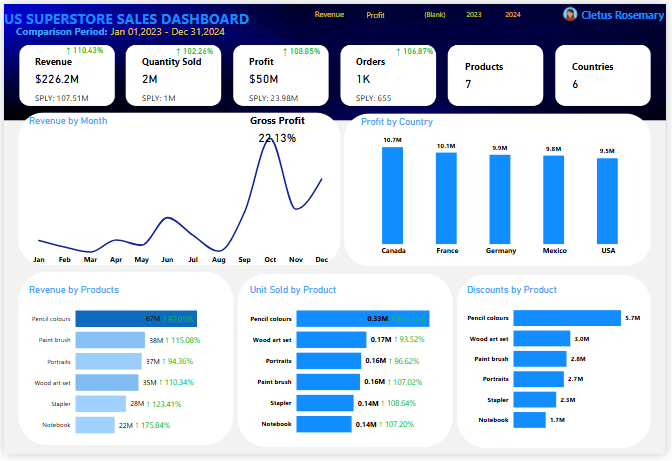 US SUPERSTORE SALES DASHBOARD
Revenue Profit (Blank) 2023 2024
Cletus Rosemary
Comparison Period: Jan 01,2023 - Dec 31,2024
↑ 110.43%
Revenue
$226.2M
SPLY: 107.51M
↑ 102.26%
Quantity Sold
2M
SPLY: 1M
↑ 108.85%
Profit
$50M
SPLY: 23.98M
↑ 106.87%
Orders
1K
SPLY: 655
Products
7
Countries
6
Revenue by Month
Gross Profit
22.13%
Jan Feb Mar Apr May Jun Jul Aug Sep Oct Nov Dec
Profit by Country
10.7M 10.1M 9.9M 9.8M 9.5M
Canada France Germany Mexico USA
Revenue by Products
Pencil colours 67M ↑ 97.05%
Paint brush 38M ↑ 115.08%
Portraits 37M ↑ 94.36%
Wood art set 35M ↑ 110.34%
Stapler 28M ↑ 123.41%
Notebook 22M ↑ 175.84%
Unit Sold by Product
Pencil colours 0.33M
Wood art set 0.17M ↑ 93.52%
Portraits 0.16M ↑ 96.62%
Paint brush 0.16M ↑ 107.02%
Stapler 0.14M ↑ 108.64%
Notebook 0.14M ↑ 107.20%
Discounts by Product
Pencil colours 5.7M
Wood art set 3.0M
Paint brush 2.8M
Portraits 2.7M
Stapler 2.3M
Notebook 1.7M